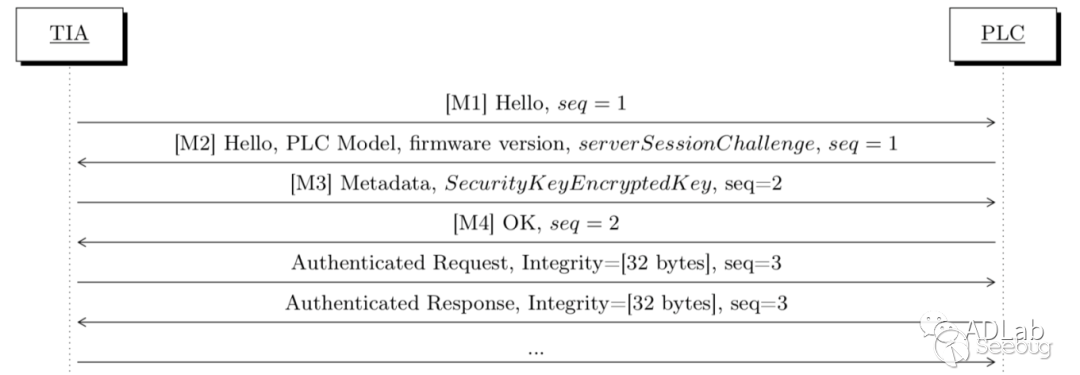 TIA
PLC
[M1] Hello, seq = 1
[M2] Hello, PLC Model, firmware version, serverSessionChallenge, seq = 1
[M3] Metadata, SecurityKeyEncryptedKey, seq=2
[M4] OK, seq = 2
Authenticated Request, Integrity=[32 bytes], seq=3
Authenticated Response, Integrity=[32 bytes], seq=3
...
ADLab
Seebug